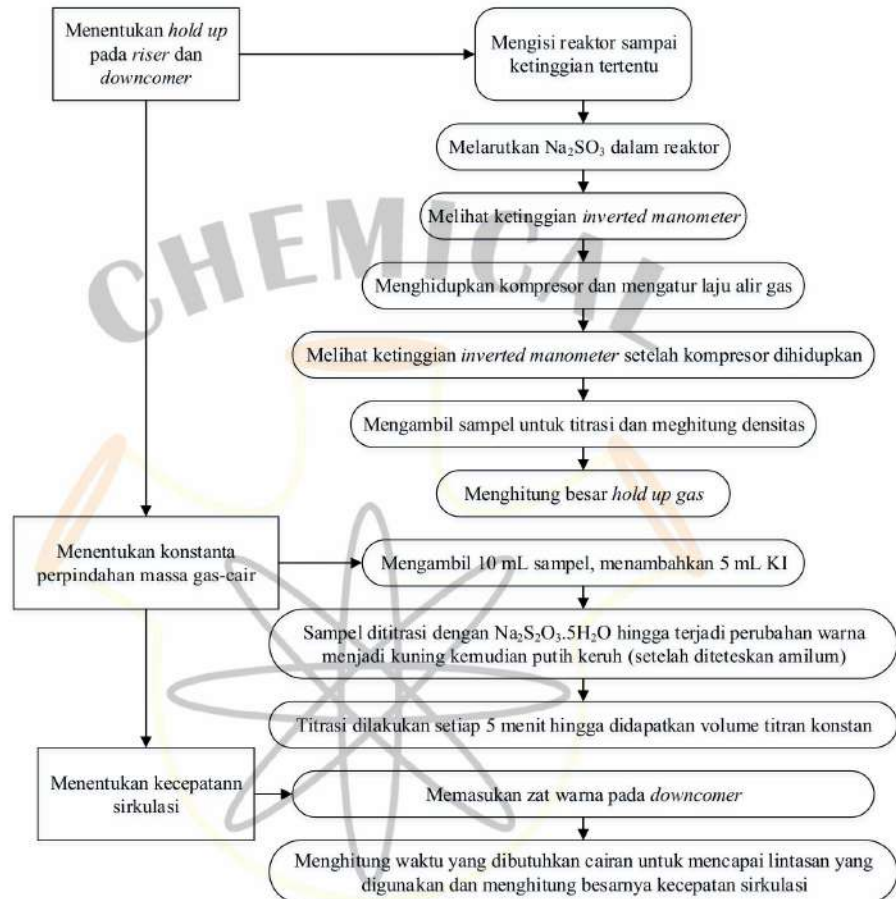 Menentukan hold up
pada riser dan
downcomer
Mengisi reaktor sampai
ketinggian tertentu
Melarutkan Na₂SO₃ dalam reaktor
Melihat ketinggian inverted manometer
CHEMICAL
Menghidupkan kompresor dan mengatur laju alir gas
Melihat ketinggian inverted manometer setelah kompresor dihidupkan
Mengambil sampel untuk titrasi dan meghitung densitas
Menghitung besar hold up gas
Menentukan konstanta
perpindahan massa gas-cair
Mengambil 10 mL sampel, menambahkan 5 mL KI
Sampel dititrasi dengan Na₂S₂O₃.5H₂O hingga terjadi perubahan warna
menjadi kuning kemudian putih keruh (setelah diteteskan amilum)
Titrasi dilakukan setiap 5 menit hingga didapatkan volume titran konstan
Menentukan kecepatann
sirkulasi
Memasukan zat warna pada downcomer
Menghitung waktu yang dibutuhkan cairan untuk mencapai lintasan yang
digunakan dan menghitung besarnya kecepatan sirkulasi